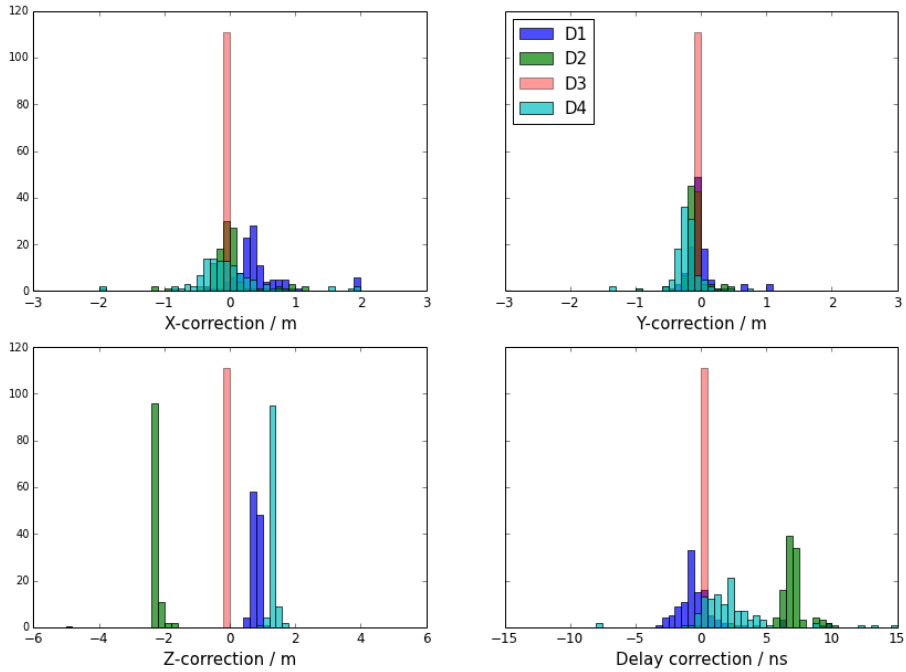 120
100
80
60
40
20
0
−3 −2 −1 0 1 2 3
X-correction / m
D1
D2
D3
D4
−3 −2 −1 0 1 2 3
Y-correction / m
120
100
80
60
40
20
0
−6 −4 −2 0 2 4 6
Z-correction / m
−15 −10 −5 0 5 10 15
Delay correction / ns